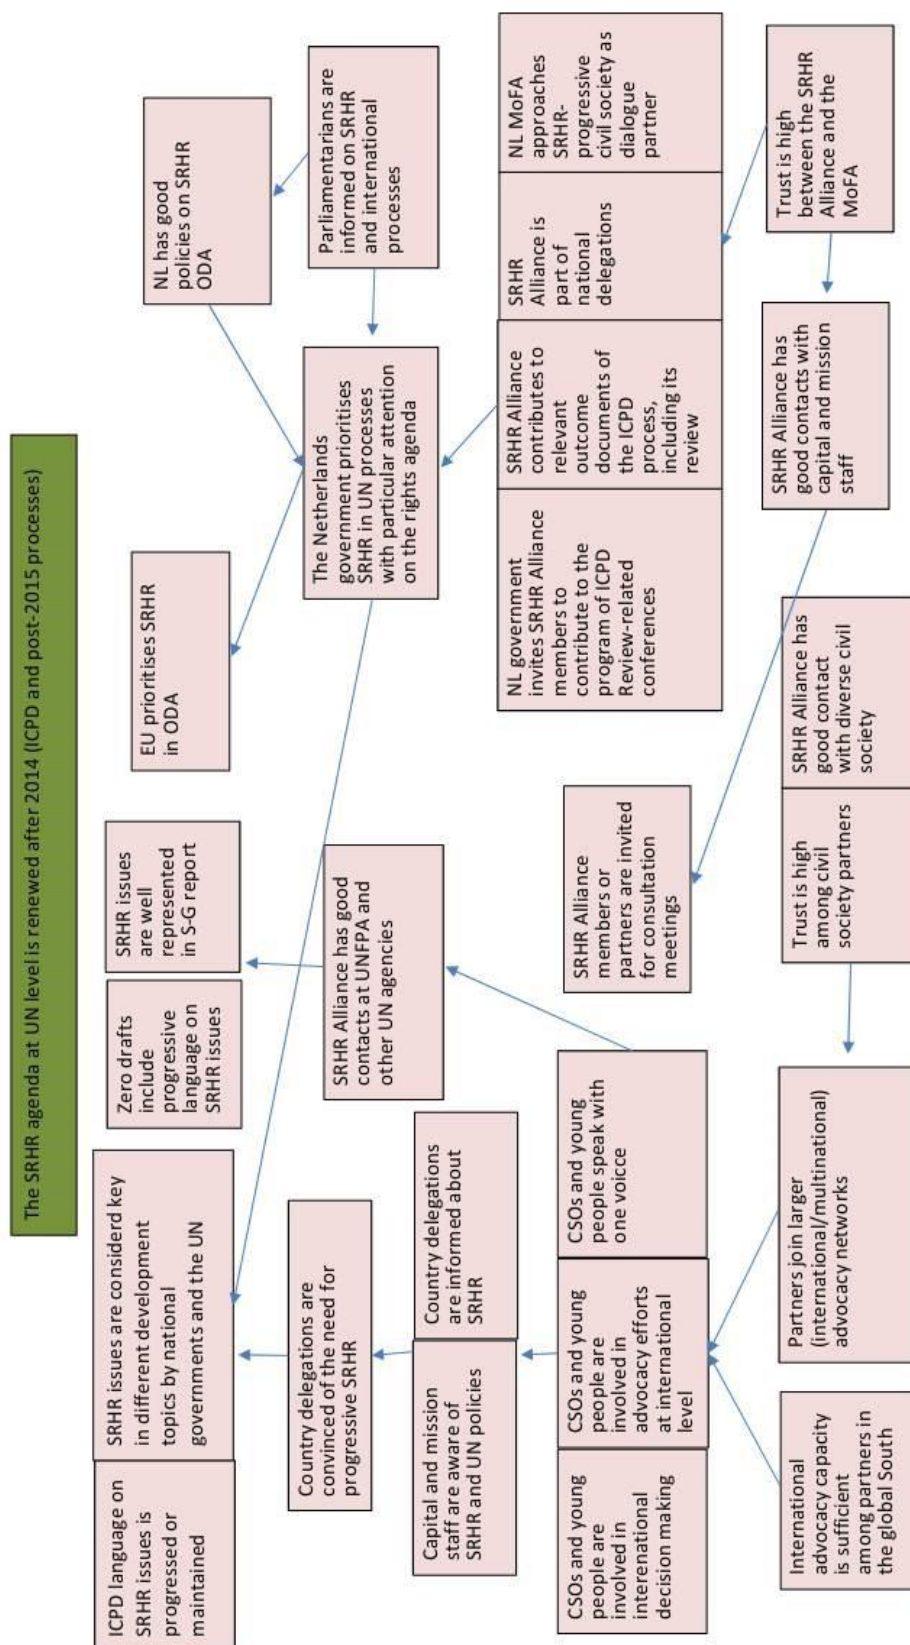 The SRHR agenda at UN level is renewed after 2014 (ICPD and post-2015 processes)
ICPD language on
SRHR issues is
progressed or
maintained
SRHR issues are considerd key
in different development
topics by national
governments and the UN
Zero drafts
include
progressive
language on
SRHR issues
SRHR issues
are well
represented
in S-G report
EU prioritises SRHR
in ODA
NL has good
policies on SRHR
ODA
Country delegations are
convinced of the need for
progressive SRHR
SRHR Alliance has good
contacts at UNFPA and
other UN agencies
The Netherlands
government prioritises
SRHR in UN processes
with particular attention
on the rights agenda
Parliamentarians are
informed on SRHR
and international
processes
Capital and mission
staff are aware of
SRHR and UN policies
Country delegations
are informed about
SRHR
CSOs and young
people are
involved in
interenational
decision making
CSOs and young
people are
involved in
advocacy efforts
at international
level
CSOs and young
people speak with
one voicce
SRHR Alliance
members or
partners are invited
for consultation
meetings
NL government
invites SRHR Alliance
members to
contribute to the
program of ICPD
Review-related
conferences
SRHR Alliance
contributes to
relevant
outcome
documents of
the ICPD
process,
including its
review
SRHR
Alliance is
part of
national
delegations
NL MoFA
approaches
SRHR-
progressive
civil society as
dialogue
partner
International
advocacy capacity
is sufficient
among partners in
the global South
Partners join larger
(international/multinational)
advocacy networks
Trust is high
among civil
society partners
SRHR Alliance has
good contact
with diverse civil
society
SRHR Alliance has
good contacts with
capital and mission
staff
Trust is high
between the SRHR
Alliance and the
MoFA